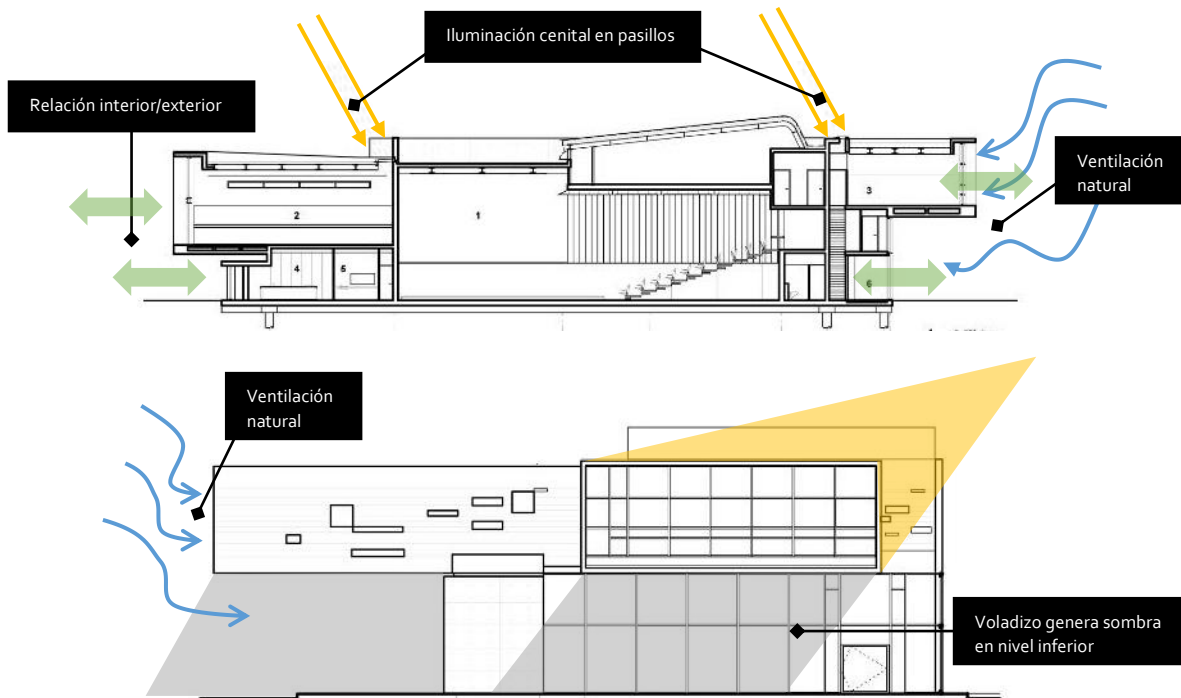 Iluminación cenital en pasillos
Relación interior/exterior
Ventilación
natural
3
2
1
4
5
6
Ventilación
natural
Voladizo genera sombra
en nivel inferior